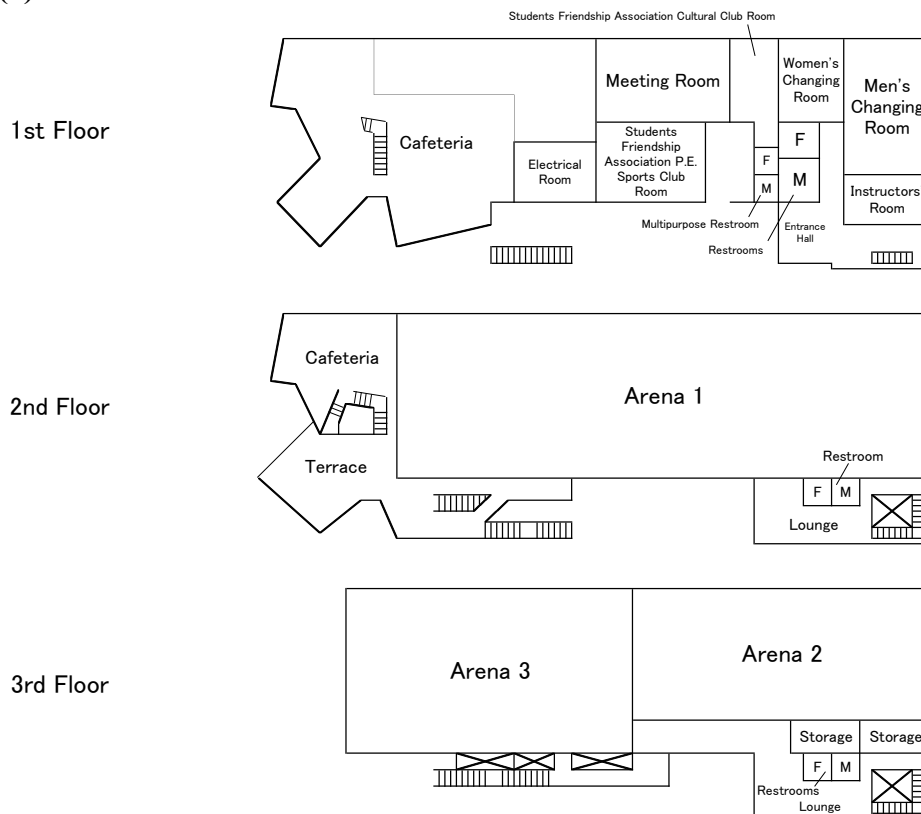 Students Friendship Association Cultural Club Room
1st Floor
Cafeteria
Electrical
Room
Meeting Room
Students
Friendship
Association P.E.
Sports Club
Room
Women's
Changing
Room
Men's
Changing
Room
F
M
F
M
Instructors
Room
Multipurpose Restroom
Restrooms
Entrance
Hall
2nd Floor
Cafeteria
Terrace
Arena 1
Restroom
F
M
Lounge
3rd Floor
Arena 3
Arena 2
Storage
Storage
F
M
Restrooms
Lounge